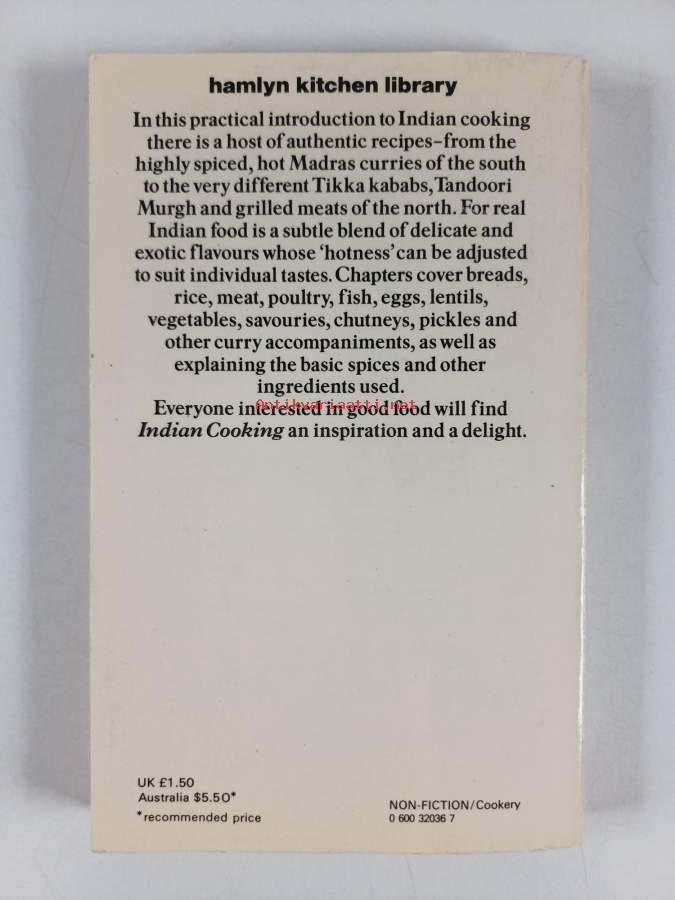 hamlyn kitchen library
In this practical introduction to Indian cooking
there is a host of authentic recipes–from the
highly spiced, hot Madras curries of the south
to the very different Tikka kababs, Tandoori
Murgh and grilled meats of the north. For real
Indian food is a subtle blend of delicate and
exotic flavours whose ‘hotness’ can be adjusted
to suit individual tastes. Chapters cover breads,
rice, meat, poultry, fish, eggs, lentils,
vegetables, savouries, chutneys, pickles and
other curry accompaniments, as well as
explaining the basic spices and other
ingredients used.
Antikvariaatti.net
Everyone interested in good food will find
Indian Cooking an inspiration and a delight.
UK £1.50
Australia $5.50*
*recommended price
NON-FICTION/Cookery
0 600 32036 7